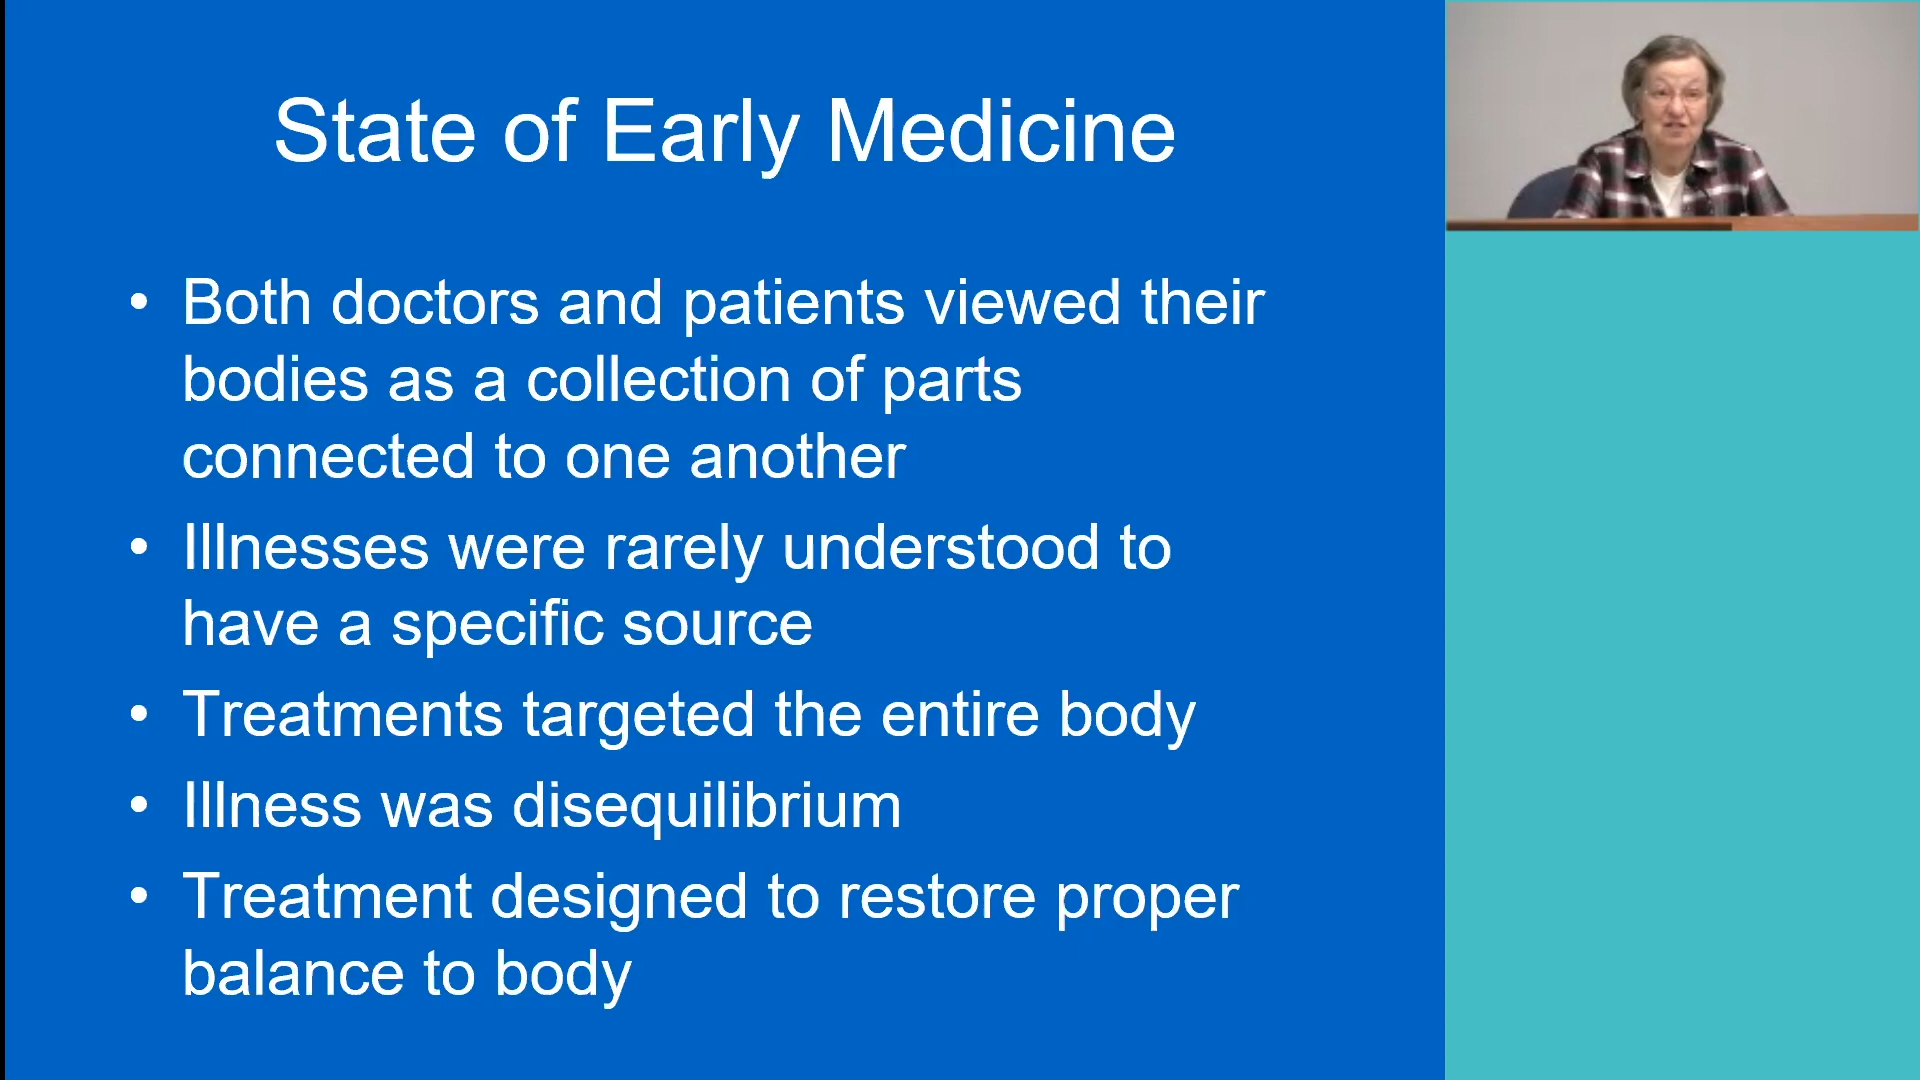 State of Early Medicine
• Both doctors and patients viewed their
bodies as a collection of parts
connected to one another
• Illnesses were rarely understood to
have a specific source
• Treatments targeted the entire body
• Illness was disequilibrium
• Treatment designed to restore proper
balance to body